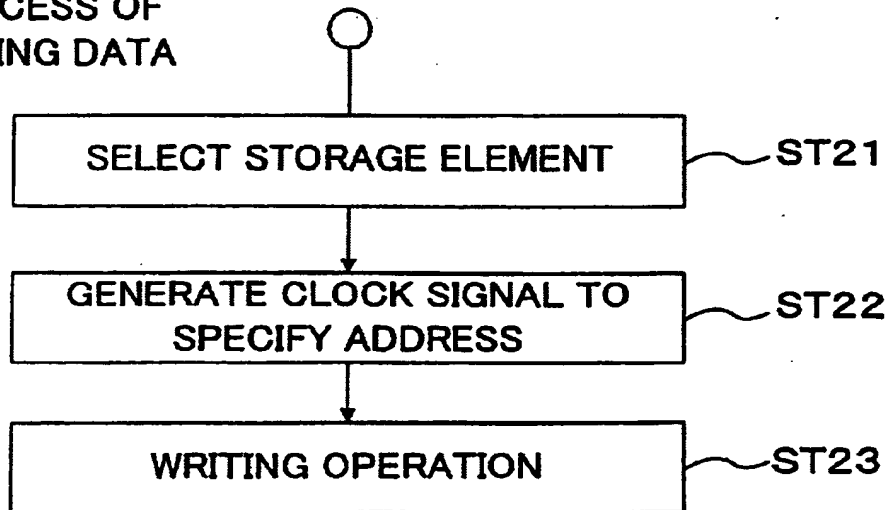 CESS OF
ING DATA
SELECT STORAGE ELEMENT
ST21
GENERATE CLOCK SIGNAL TO
SPECIFY ADDRESS
ST22
WRITING OPERATION
ST23